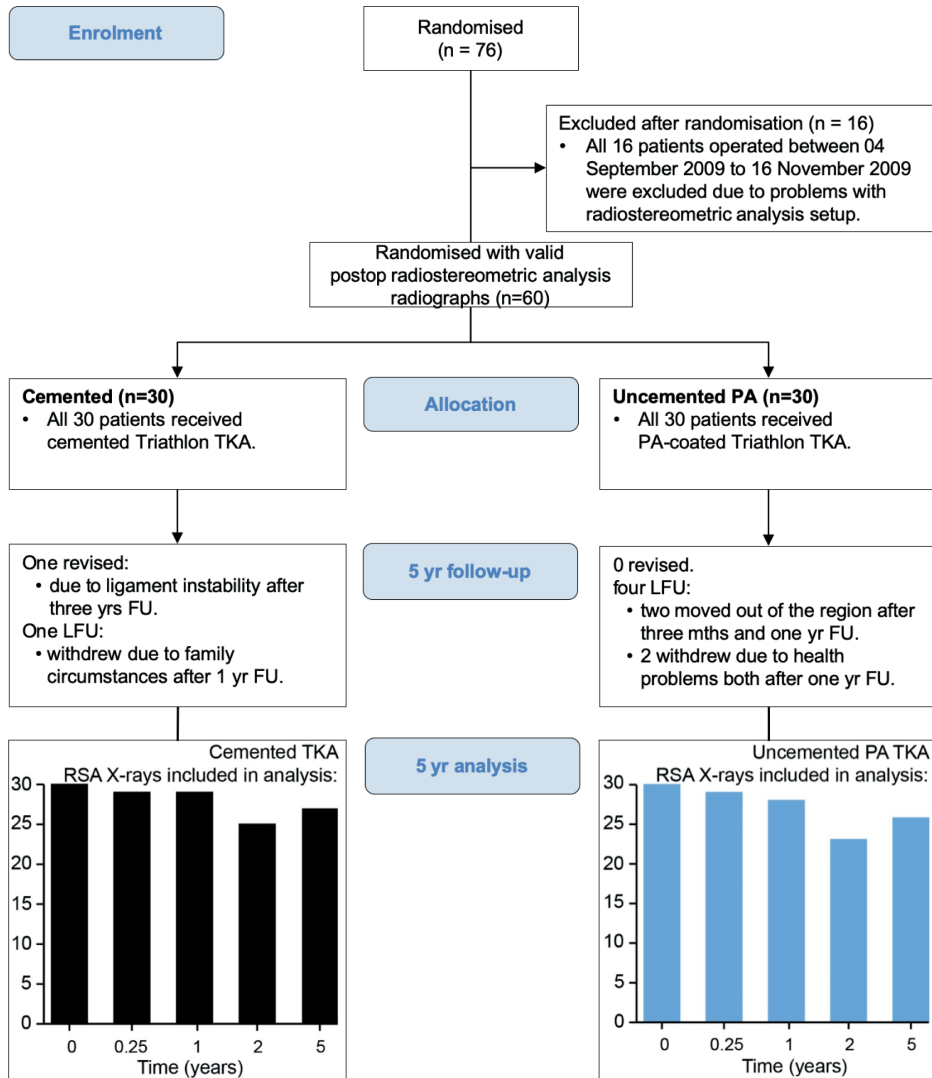 Enrolment
Randomised
(n = 76)
Excluded after randomisation (n = 16)
• All 16 patients operated between 04
September 2009 to 16 November 2009
were excluded due to problems with
radiostereometric analysis setup.
Randomised with valid
postop radiostereometric analysis
radiographs (n=60)
Cemented (n=30)
• All 30 patients received
cemented Triathlon TKA.
Allocation
Uncemented PA (n=30)
• All 30 patients received
PA-coated Triathlon TKA.
One revised:
• due to ligament instability after
three yrs FU.
One LFU:
• withdrew due to family
circumstances after 1 yr FU.
5 yr follow-up
0 revised.
four LFU:
• two moved out of the region after
three mths and one yr FU.
• 2 withdrew due to health
problems both after one yr FU.
Cemented TKA
RSA X-rays included in analysis:
30
25
20
15
10
5
0
0 0.25 1 2 5
Time (years)
5 yr analysis
Uncemented PA TKA
RSA X-rays included in analysis:
30
25
20
15
10
5
0
0 0.25 1 2 5
Time (years)